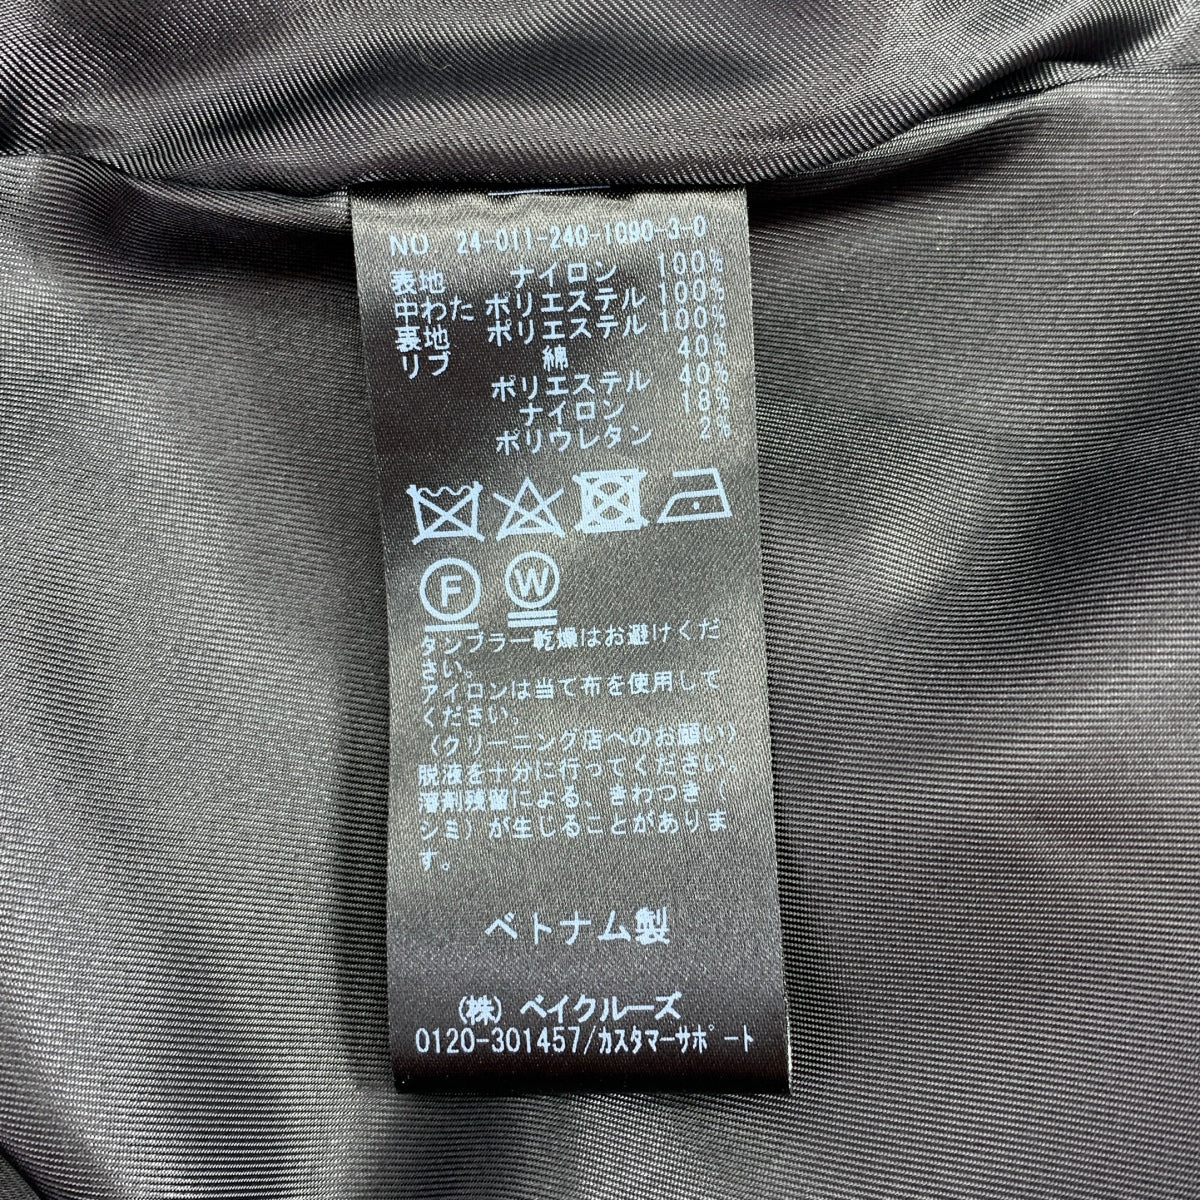 NO 24-011-240-1090-3-0
表地 ナイロン 100%
中わた ポリエステル 100%
裏地 ポリエステル 100%
リブ 綿 40%
ポリエステル 40%
ナイロン 18%
ポリウレタン 2%
F W
タンブラー乾燥はお避けくだ
さい。
アイロンは当て布を使用して
ください。
(クリーニング店へのお願い)
脱液を十分に行ってください。
溶剤残留による、きわつき(
シミ)が生じることがありま
す。
ベトナム製
(株)ベイクルーズ
0120-301457/カスタマーサポート